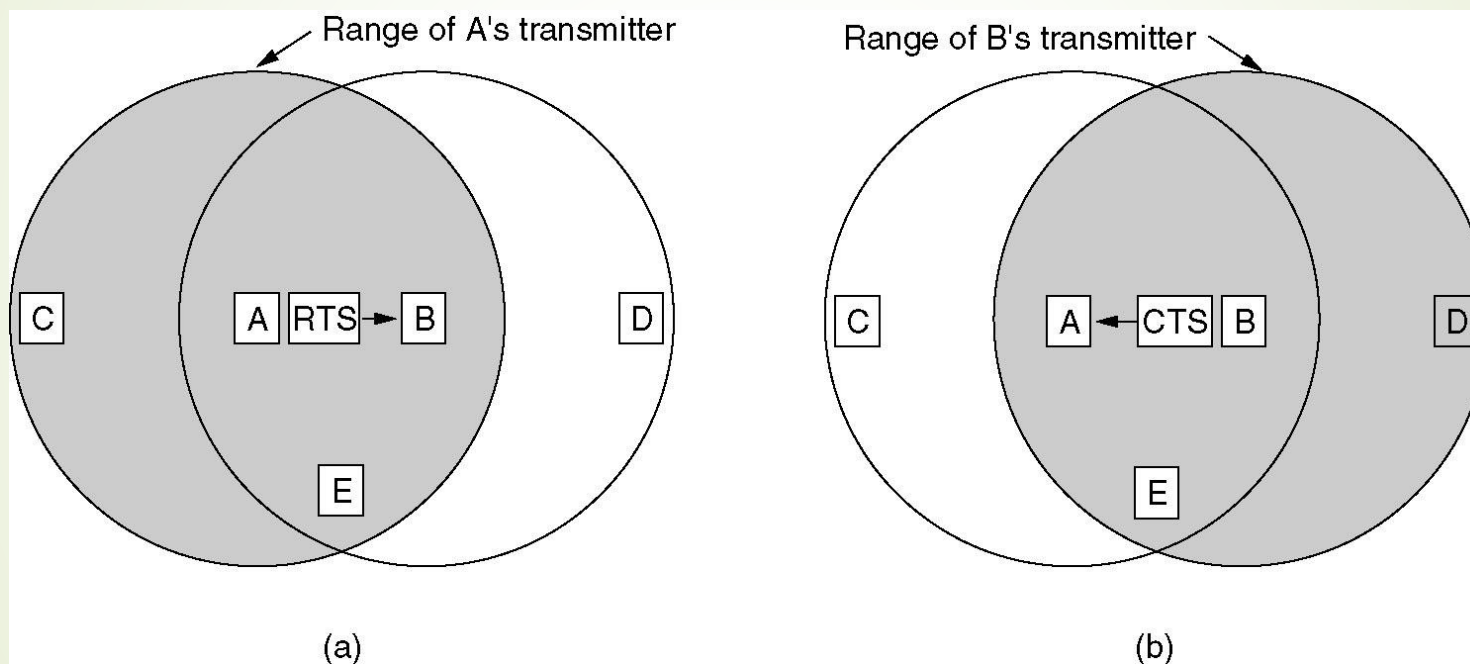 Range of A's transmitter
C
A
RTS
B
D
E
(a)
Range of B's transmitter
C
A
CTS
B
D
E
(b)